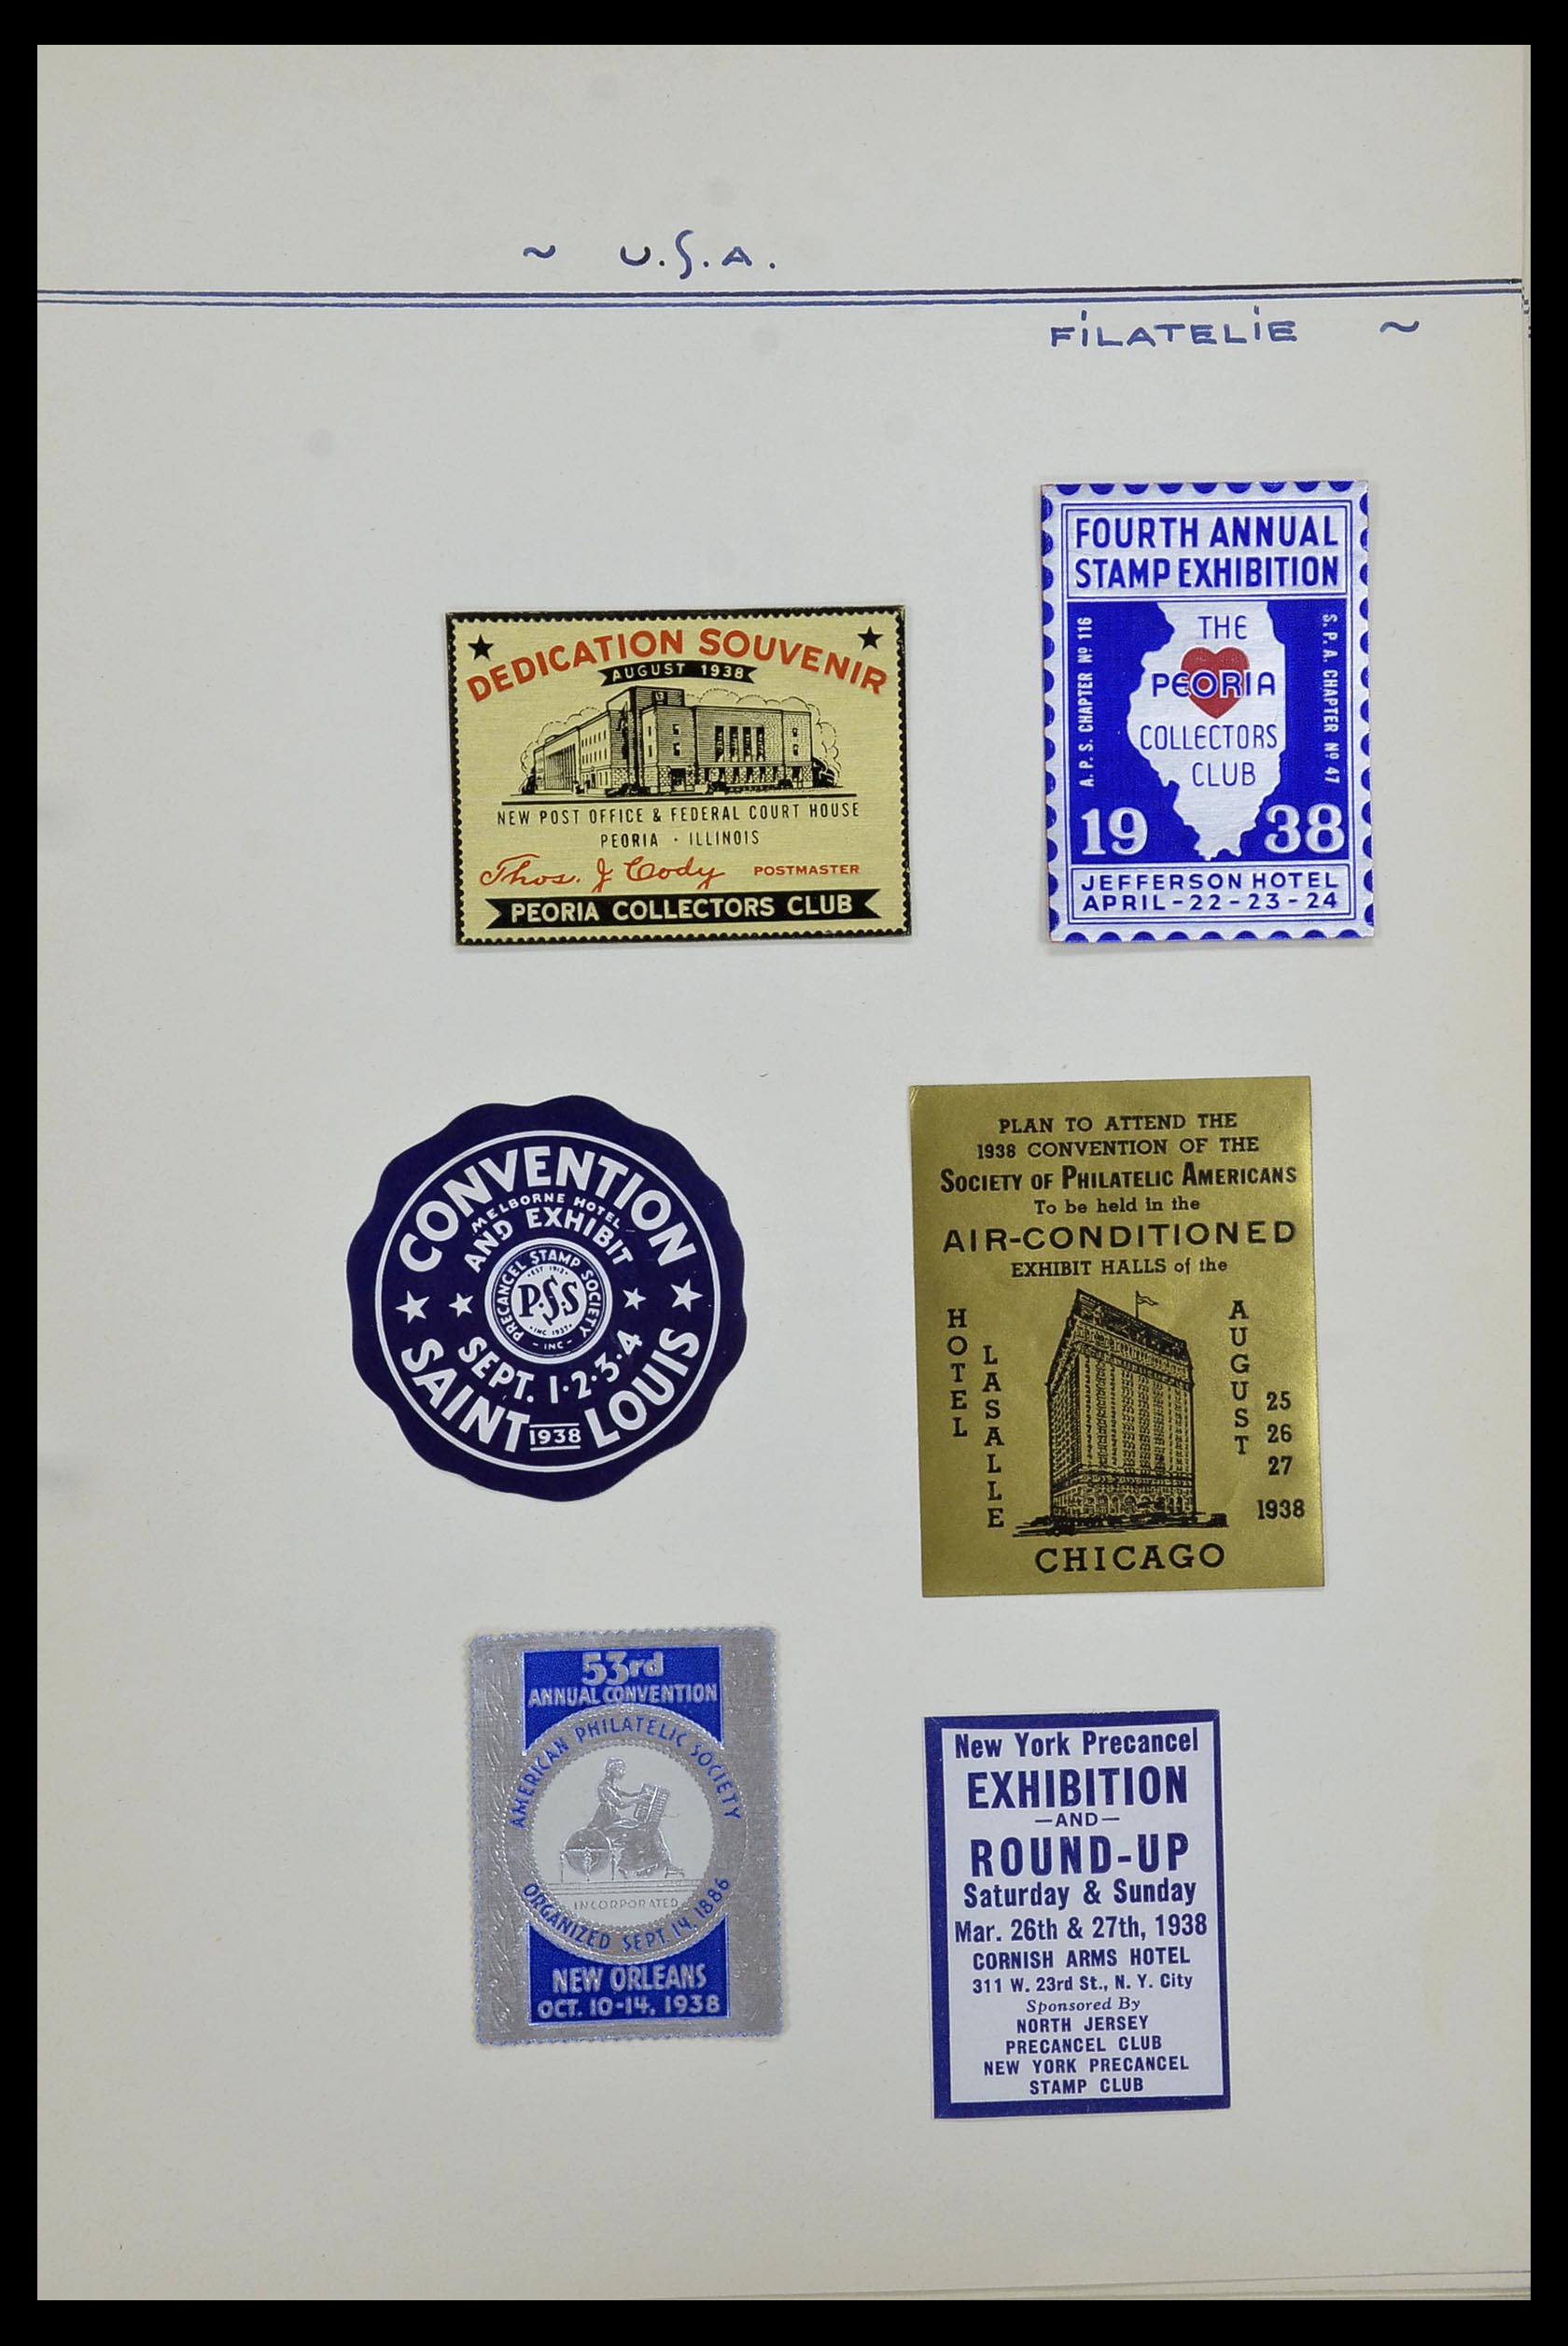 ~ U.S.A.
FiLATELiE ~
DEDICATION SOUVENIR
AUGUST 1938
NEW POST OFFICE & FEDERAL COURT HOUSE
PEORIA · ILLINOIS
Thos. J Cody POSTMASTER
PEORIA COLLECTORS CLUB
FOURTH ANNUAL
STAMP EXHIBITION
A. P. S. CHAPTER Nº 116
THE
PEORIA
COLLECTORS
CLUB
S. P. A. CHAPTER Nº 47
19 38
JEFFERSON HOTEL
APRIL-22-23-24
CONVENTION
MELBORNE HOTEL
AND EXHIBIT
PRECANCEL STAMP SOCIETY
·EST 1912·
P.S.S
·INC 1937·
-INC-
SEPT. 1·2·3·4
SAINT LOUIS
1938
PLAN TO ATTEND THE
1938 CONVENTION OF THE
SOCIETY OF PHILATELIC AMERICANS
To be held in the
AIR-CONDITIONED
EXHIBIT HALLS of the
HOTEL
LASALLE
AUGUST
25
26
27
1938
CHICAGO
53rd
ANNUAL CONVENTION
AMERICAN PHILATELIC SOCIETY
INCORPORATED
ORGANIZED SEPT. 14, 1886
NEW ORLEANS
OCT. 10-14, 1938
New York Precancel
EXHIBITION
—AND—
ROUND-UP
Saturday & Sunday
Mar. 26th & 27th, 1938
CORNISH ARMS HOTEL
311 W. 23rd St., N. Y. City
Sponsored By
NORTH JERSEY
PRECANCEL CLUB
NEW YORK PRECANCEL
STAMP CLUB